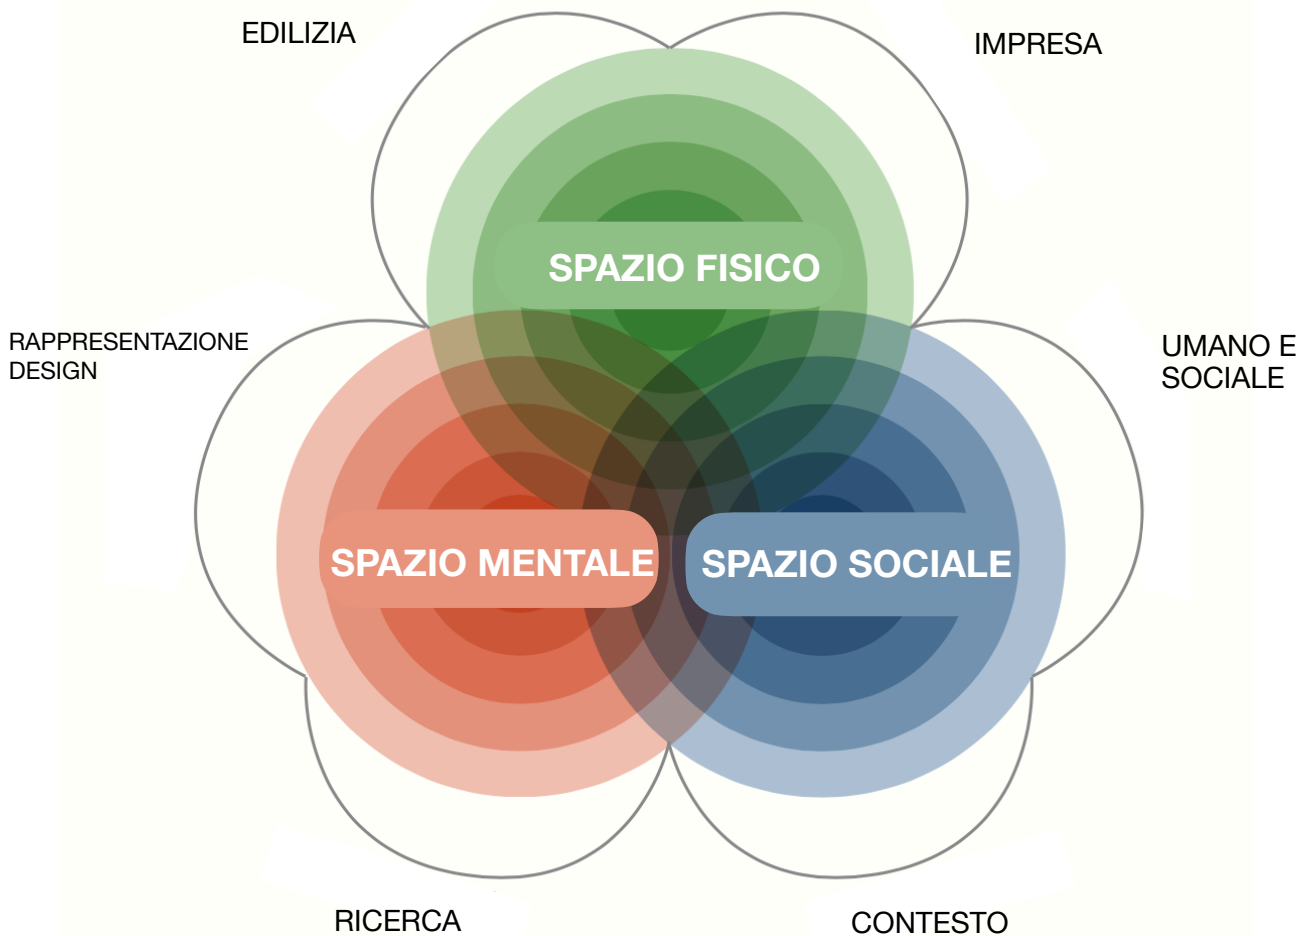 EDILIZIA
IMPRESA
SPAZIO FISICO
RAPPRESENTAZIONE
DESIGN
UMANO E
SOCIALE
SPAZIO MENTALE
SPAZIO SOCIALE
RICERCA
CONTESTO